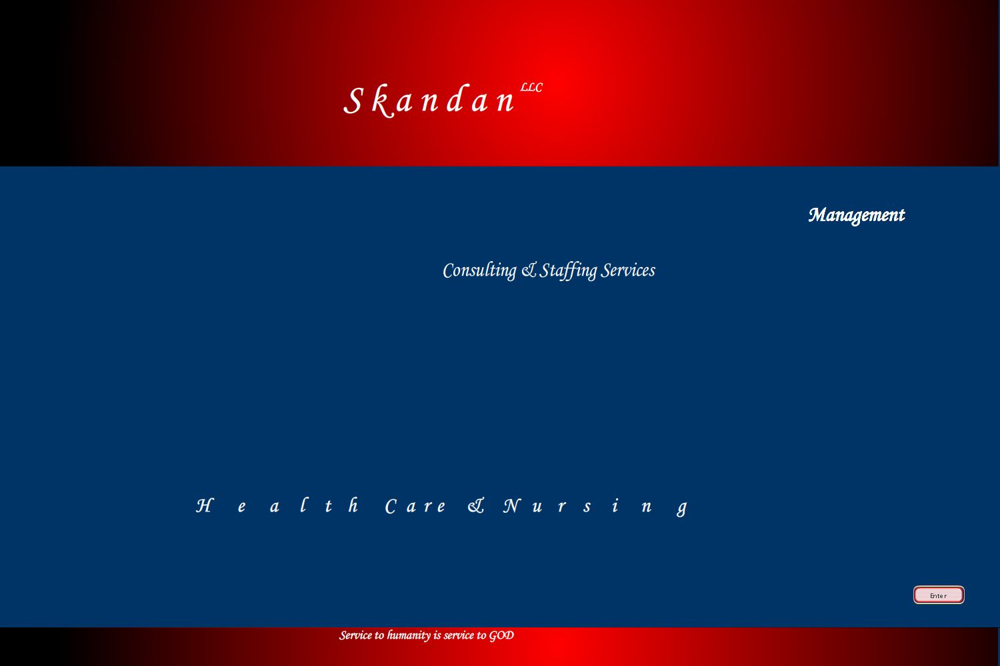 Skandan LLC
Management
Consulting & Staffing Services
Health Care & Nursing
Enter
Service to humanity is service to GOD